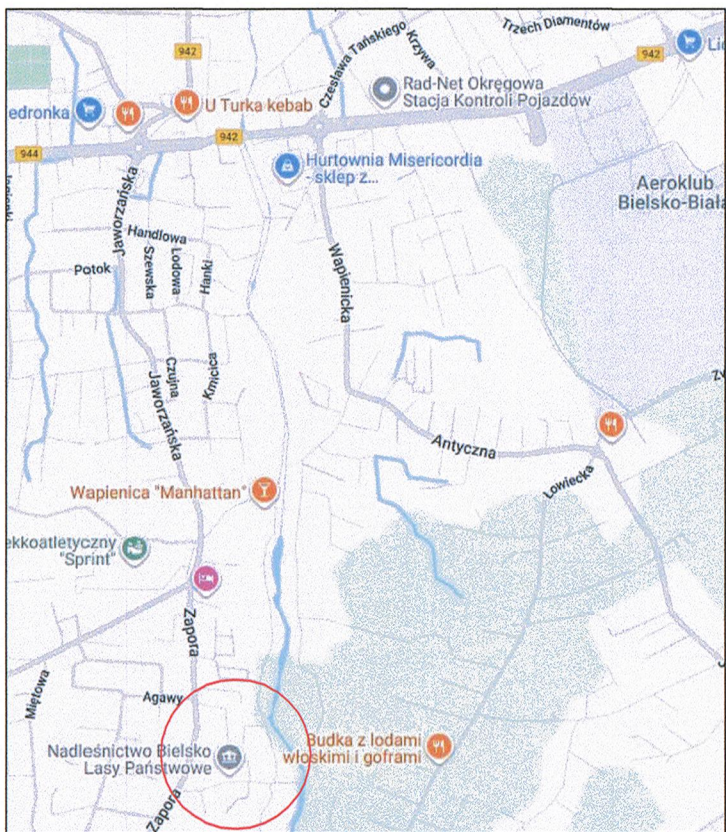 Trzech Diamentów
942
Czesława Tańskiego
Krzywa
942
edronka
U Turka kebab
Rad-Net Okręgowa
Stacja Kontroli Pojazdów
942
944
Hurtownia Misericordia
- sklep z...
Aeroklub
Bielsko-Biała
Jaworzańska
Handlowa
Wapienicka
Potok
Szewska
Lodowa
Hanki
Czujna
Kmicica
Jaworzańska
Antyczna
Łowiecka
Wapienica "Manhattan"
ekkoatletyczny
"Sprint"
Zapora
Miętowa
Agawy
Nadleśnictwo Bielsko
Lasy Państwowe
Budka z lodami
włoskimi i goframi
Zapora